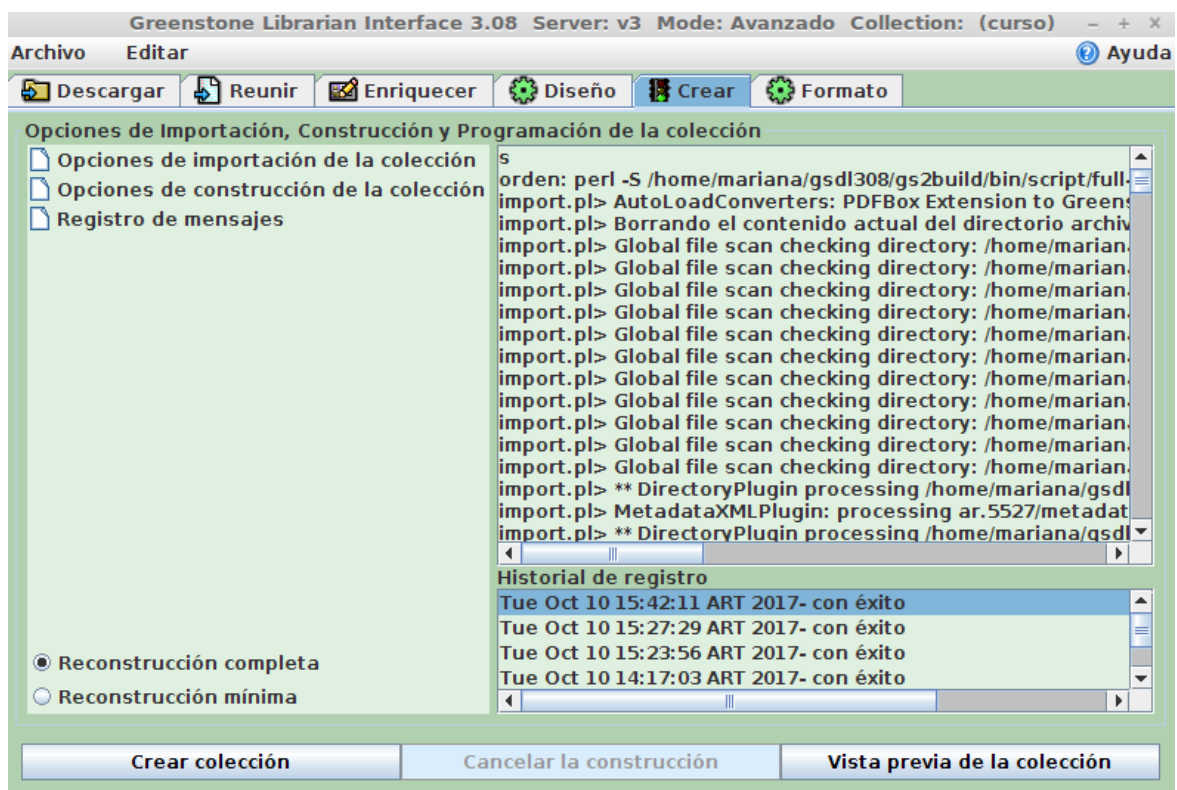 Greenstone Librarian Interface 3.08 Server: v3 Mode: Avanzado Collection: (curso)
Archivo Editar Ayuda
Descargar Reunir Enriquecer Diseño Crear Formato
Opciones de Importación, Construcción y Programación de la colección
Opciones de importación de la colección
Opciones de construcción de la colección
Registro de mensajes
s
orden: perl -S /home/mariana/gsdl308/gs2build/bin/script/full-
import.pl> AutoLoadConverters: PDFBox Extension to Greens
import.pl> Borrando el contenido actual del directorio archiv
import.pl> Global file scan checking directory: /home/marian
import.pl> Global file scan checking directory: /home/marian
import.pl> Global file scan checking directory: /home/marian
import.pl> Global file scan checking directory: /home/marian
import.pl> Global file scan checking directory: /home/marian
import.pl> Global file scan checking directory: /home/marian
import.pl> Global file scan checking directory: /home/marian
import.pl> Global file scan checking directory: /home/marian
import.pl> Global file scan checking directory: /home/marian
import.pl> Global file scan checking directory: /home/marian
import.pl> Global file scan checking directory: /home/marian
import.pl> ** DirectoryPlugin processing /home/mariana/gsdl
import.pl> MetadataXMLPlugin: processing ar.5527/metadat
import.pl> ** DirectoryPlugin processing /home/mariana/gsdl
Historial de registro
Tue Oct 10 15:42:11 ART 2017- con éxito
Tue Oct 10 15:27:29 ART 2017- con éxito
Tue Oct 10 15:23:56 ART 2017- con éxito
Tue Oct 10 14:17:03 ART 2017- con éxito
Reconstrucción completa
Reconstrucción mínima
Crear colección Cancelar la construcción Vista previa de la colección